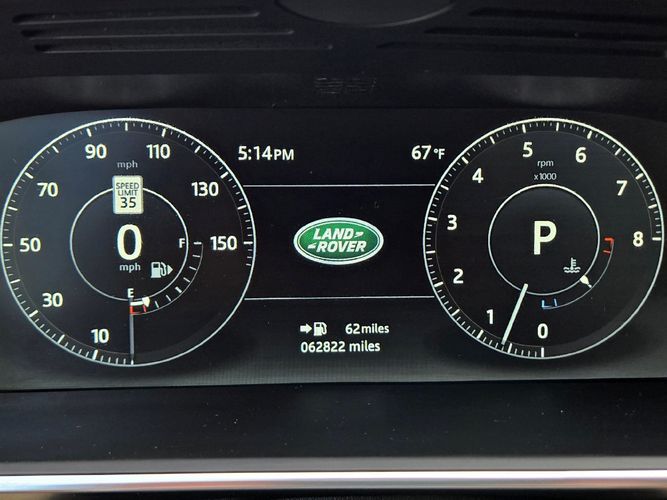 5:14PM
67°F
90
mph
110
70
130
SPEED
LIMIT
35
50
0
mph
F
150
E
30
10
LAND
ROVER
62miles
062822 miles
5
rpm
x1000
6
4
7
3
P
8
2
1
0